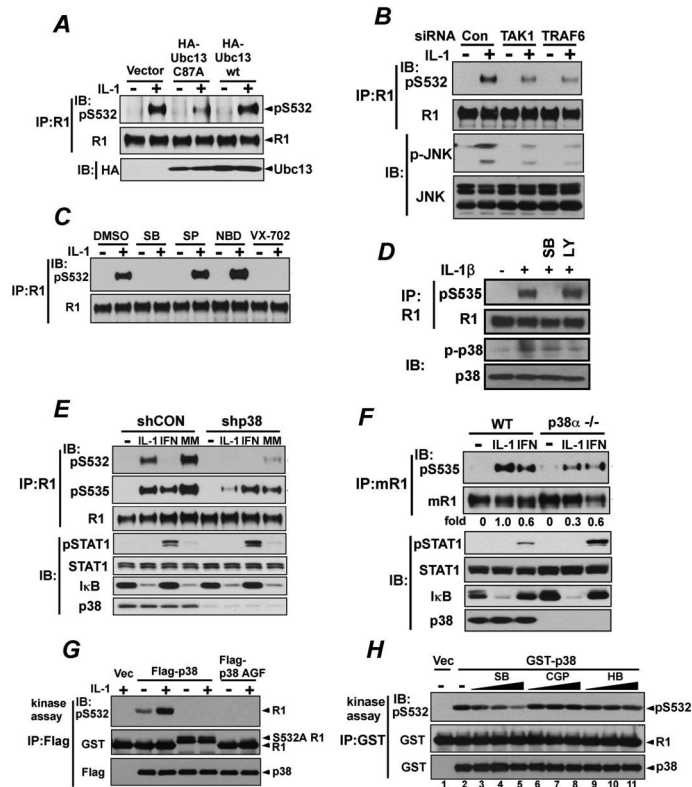 A
HA-
Ubc13
C87A
HA-
Ubc13
wt
Vector
IL-1 - + - + - +
IB:
IP:R1
pS532
pS532
R1
R1
IB: HA
Ubc13
B
siRNA Con TAK1 TRAF6
IL-1 - + - + - +
IB:
pS532
IP:R1
R1
p-JNK
IB:
JNK
C
DMSO SB SP NBD VX-702
IL-1 - + - + - + - + - +
IB:
pS532
IP:R1
R1
D
SB
LY
IL-1β - + + +
IP:
R1
pS535
R1
p-p38
IB:
p38
E
shCON shp38
IB: - IL-1 IFN MM - IL-1 IFN MM
pS532
IP:R1
pS535
R1
pSTAT1
STAT1
IB:
IκB
p38
F
WT p38α -/-
IB: - IL-1 IFN - IL-1 IFN
pS535
IP:mR1
mR1
fold 0 1.0 0.6 0 0.3 0.6
pSTAT1
STAT1
IB:
IκB
p38
G
Vec Flag-p38 Flag-
p38 AGF
IL-1 + - + - + - +
kinase
assay
IB:
pS532
R1
IP:Flag
GST
S532A R1
R1
Flag
p38
H
Vec GST-p38
SB CGP HB
- -
kinase
assay
IB:
pS532
pS532
IP:GST
GST
R1
GST
p38
1 2 3 4 5 6 7 8 9 10 11